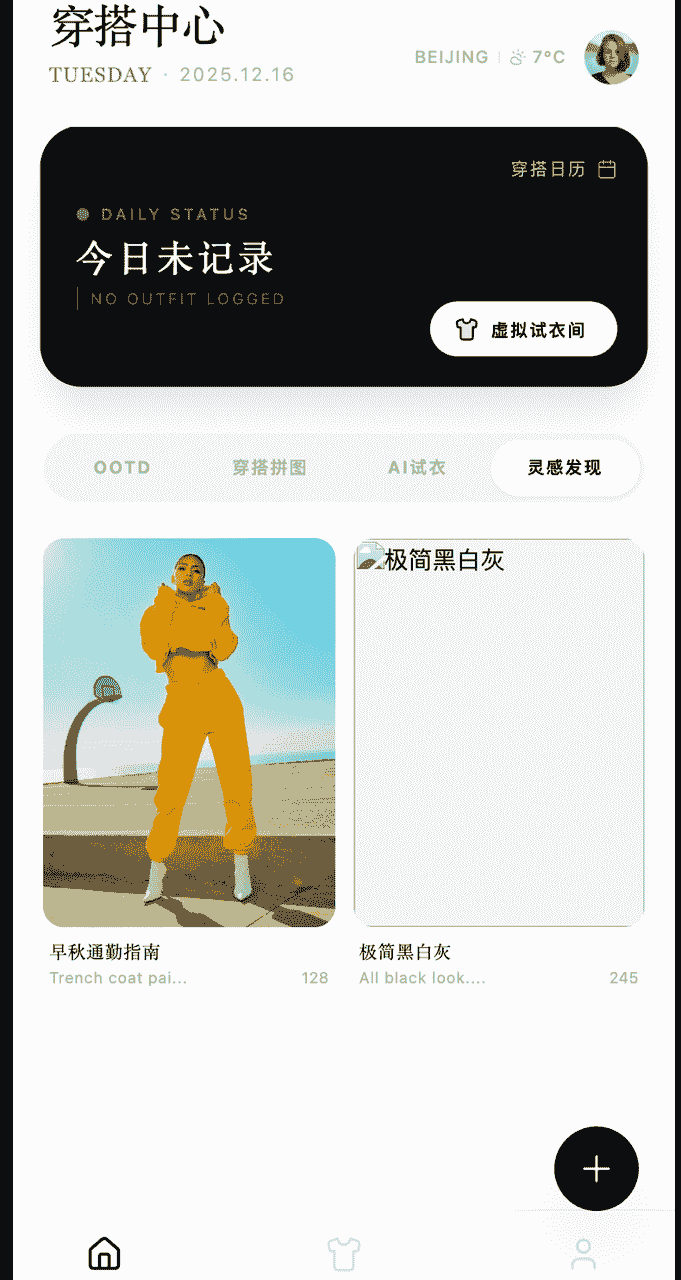 穿搭中心
TUESDAY · 2025.12.16
BEIJING 7°C
穿搭日历
DAILY STATUS
今日未记录
NO OUTFIT LOGGED
虚拟试衣间
OOTD 穿搭拼图 AI试衣 灵感发现
极简黑白灰
早秋通勤指南
Trench coat pai...
128
极简黑白灰
All black look....
245